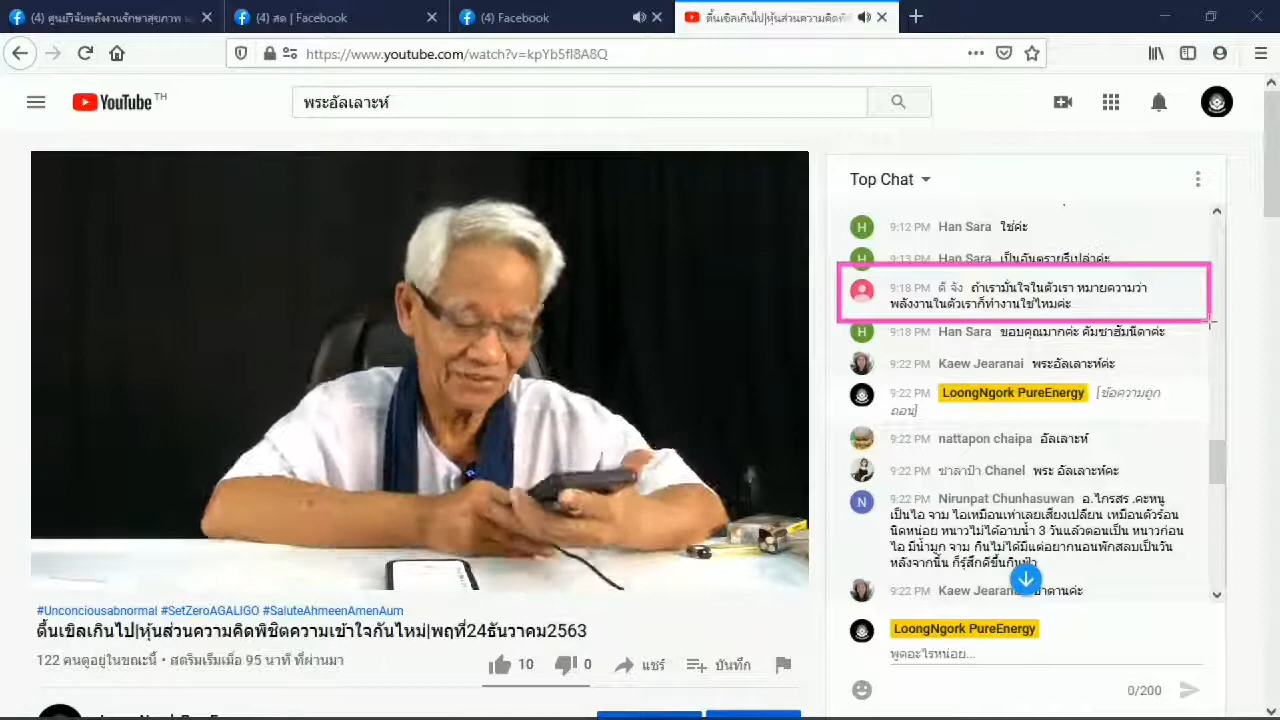 (4) ศูนย์วิจัยพลังงานรักษาสุขภาพ
(4) สด | Facebook
(4) Facebook
ตื้นเขิลเกินไป|หุ้นส่วนความคิดพิ
https://www.youtube.com/watch?v=kpYb5fI8A8Q
YouTube TH
พระอัลเลาะห์
Top Chat
9:12 PM Han Sara ใช่ค่ะ
9:13 PM Han Sara เป็นอันตรายรึเปล่าค่ะ
9:18 PM ดี จัง ถ้าเรามั่นใจในตัวเรา หมายความว่า
พลังงานในตัวเราก็ทำงานใช่ไหมค่ะ
9:18 PM Han Sara ขอบคุณมากค่ะ คัมซาฮัมนีดาค่ะ
9:22 PM Kaew Jearanai พระอัลเลาะห์ค่ะ
9:22 PM LoongNgork PureEnergy [ข้อความถูก
ถอน]
9:22 PM nattapon chaipa อัลเลาะห์
9:22 PM ซาลาเปา Chanel พระ อัลเลาะห์คะ
9:22 PM Nirunpat Chunhasuwan อ.ไกรสร .คะหนู
เป็นไอ จาม ไอเหมือนเห่าเลยเสียงเปลี่ยน เหมือนตัวร้อน
นิดหน่อย หนาวไม่ได้อาบน้ำ 3 วันแล้วตอนเป็น หนาวก่อน
ไอ มีน้ำมูก จาม กินไม่ได้มีแต่อยากนอนพักสลบเป็นวัน
หลังจากนั้น ก็รู้สึกดีขึ้นกินฟ้า
9:22 PM Kaew Jearanai
LoongNgork PureEnergy
พูดอะไรหน่อย...
0/200
#Unconciousabnormal #SetZeroAGALIGO #SaluteAhmeenAmenAum
ตื้นเขิลเกินไป|หุ้นส่วนความคิดพิชิตความเข้าใจกันไหม่|พฤที่24ธันวาคม2563
122 คนดูอยู่ในขณะนี้ • สตรีมเริ่มเมื่อ 95 นาที ที่ผ่านมา
10
0
แชร์
บันทึก